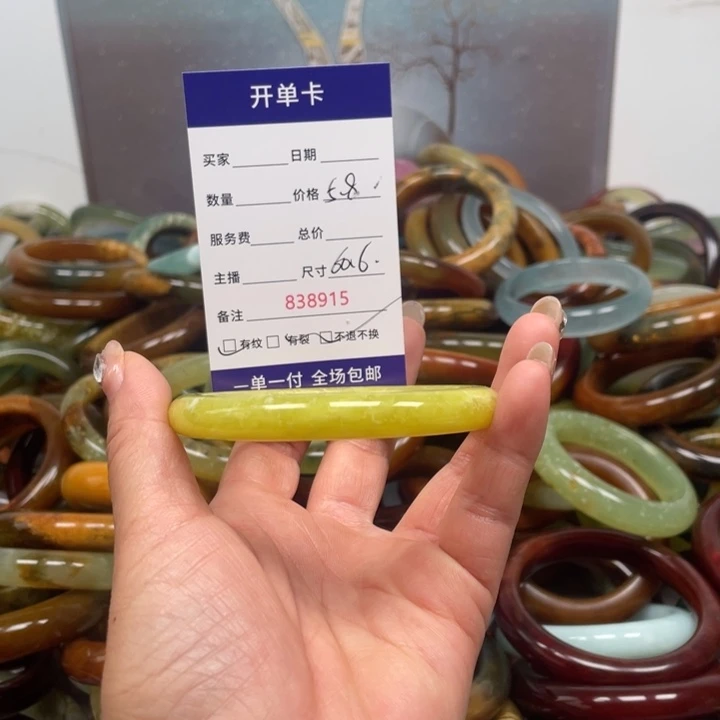 开单卡
买家 日期
数量 价格 58
服务费 总价
主播 尺寸
备注 838915
□有纹 □有裂 □不退不换
一单一付 全场包邮